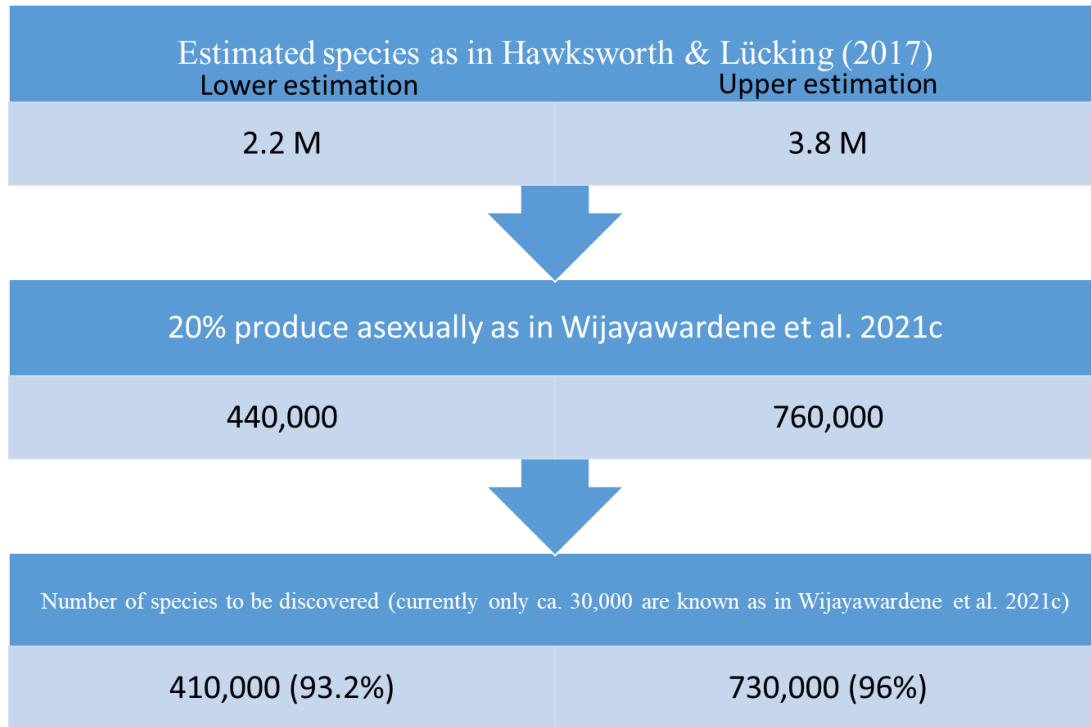 Estimated species as in Hawksworth & Lücking (2017)
Lower estimation Upper estimation
2.2 M 3.8 M
20% produce asexually as in Wijayawardene et al. 2021c
440,000 760,000
Number of species to be discovered (currently only ca. 30,000 are known as in Wijayawardene et al. 2021c)
410,000 (93.2%) 730,000 (96%)